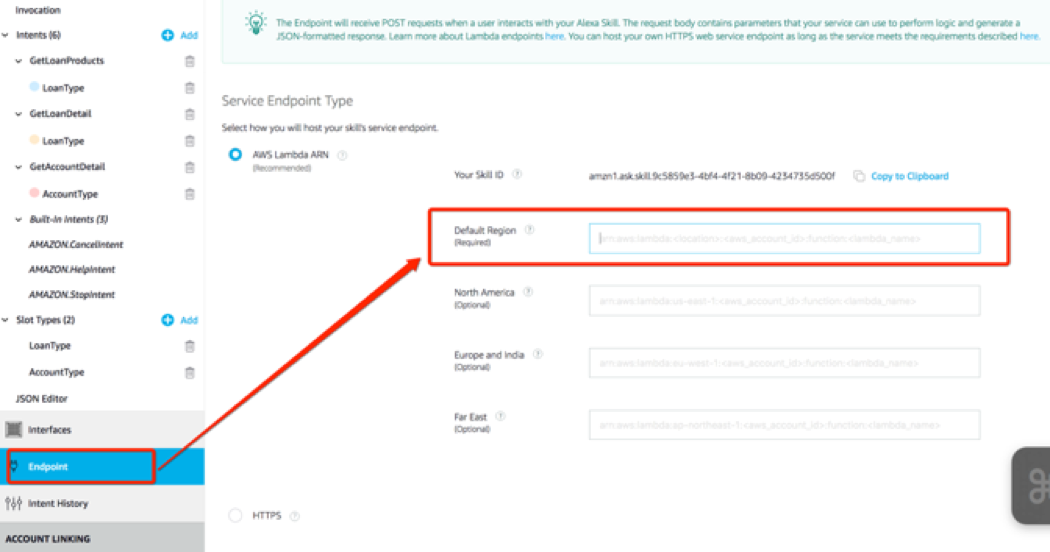 Invocation
Intents (6)
Add
GetLoanProducts
LoanType
GetLoanDetail
LoanType
GetAccountDetail
AccountType
Built-In Intents (3)
AMAZON.CancelIntent
AMAZON.HelpIntent
AMAZON.StopIntent
Slot Types (2)
Add
LoanType
AccountType
JSON Editor
Interfaces
Endpoint
Intent History
ACCOUNT LINKING
The Endpoint will receive POST requests when a user interacts with your Alexa Skill. The request body contains parameters that your service can use to perform logic and generate a
JSON-formatted response. Learn more about Lambda endpoints here. You can host your own HTTPS web service endpoint as long as the service meets the requirements described here.
Service Endpoint Type
Select how you will host your skill's service endpoint.
AWS Lambda ARN ?
(Recommended)
Your Skill ID ?
amzn1.ask.skill.9c5859e3-4bf4-4f21-8b09-4234735d500f
Copy to Clipboard
Default Region ?
(Required)
arn:aws:lambda:<location>:<aws_account_id>:function:<lambda_name>
North America ?
(Optional)
arn:aws:lambda:us-east-1:<aws_account_id>:function:<lambda_name>
Europe and India ?
(Optional)
arn:aws:lambda:eu-west-1:<aws_account_id>:function:<lambda_name>
Far East ?
(Optional)
arn:aws:lambda:ap-northeast-1:<aws_account_id>:function:<lambda_name>
HTTPS ?
⌘